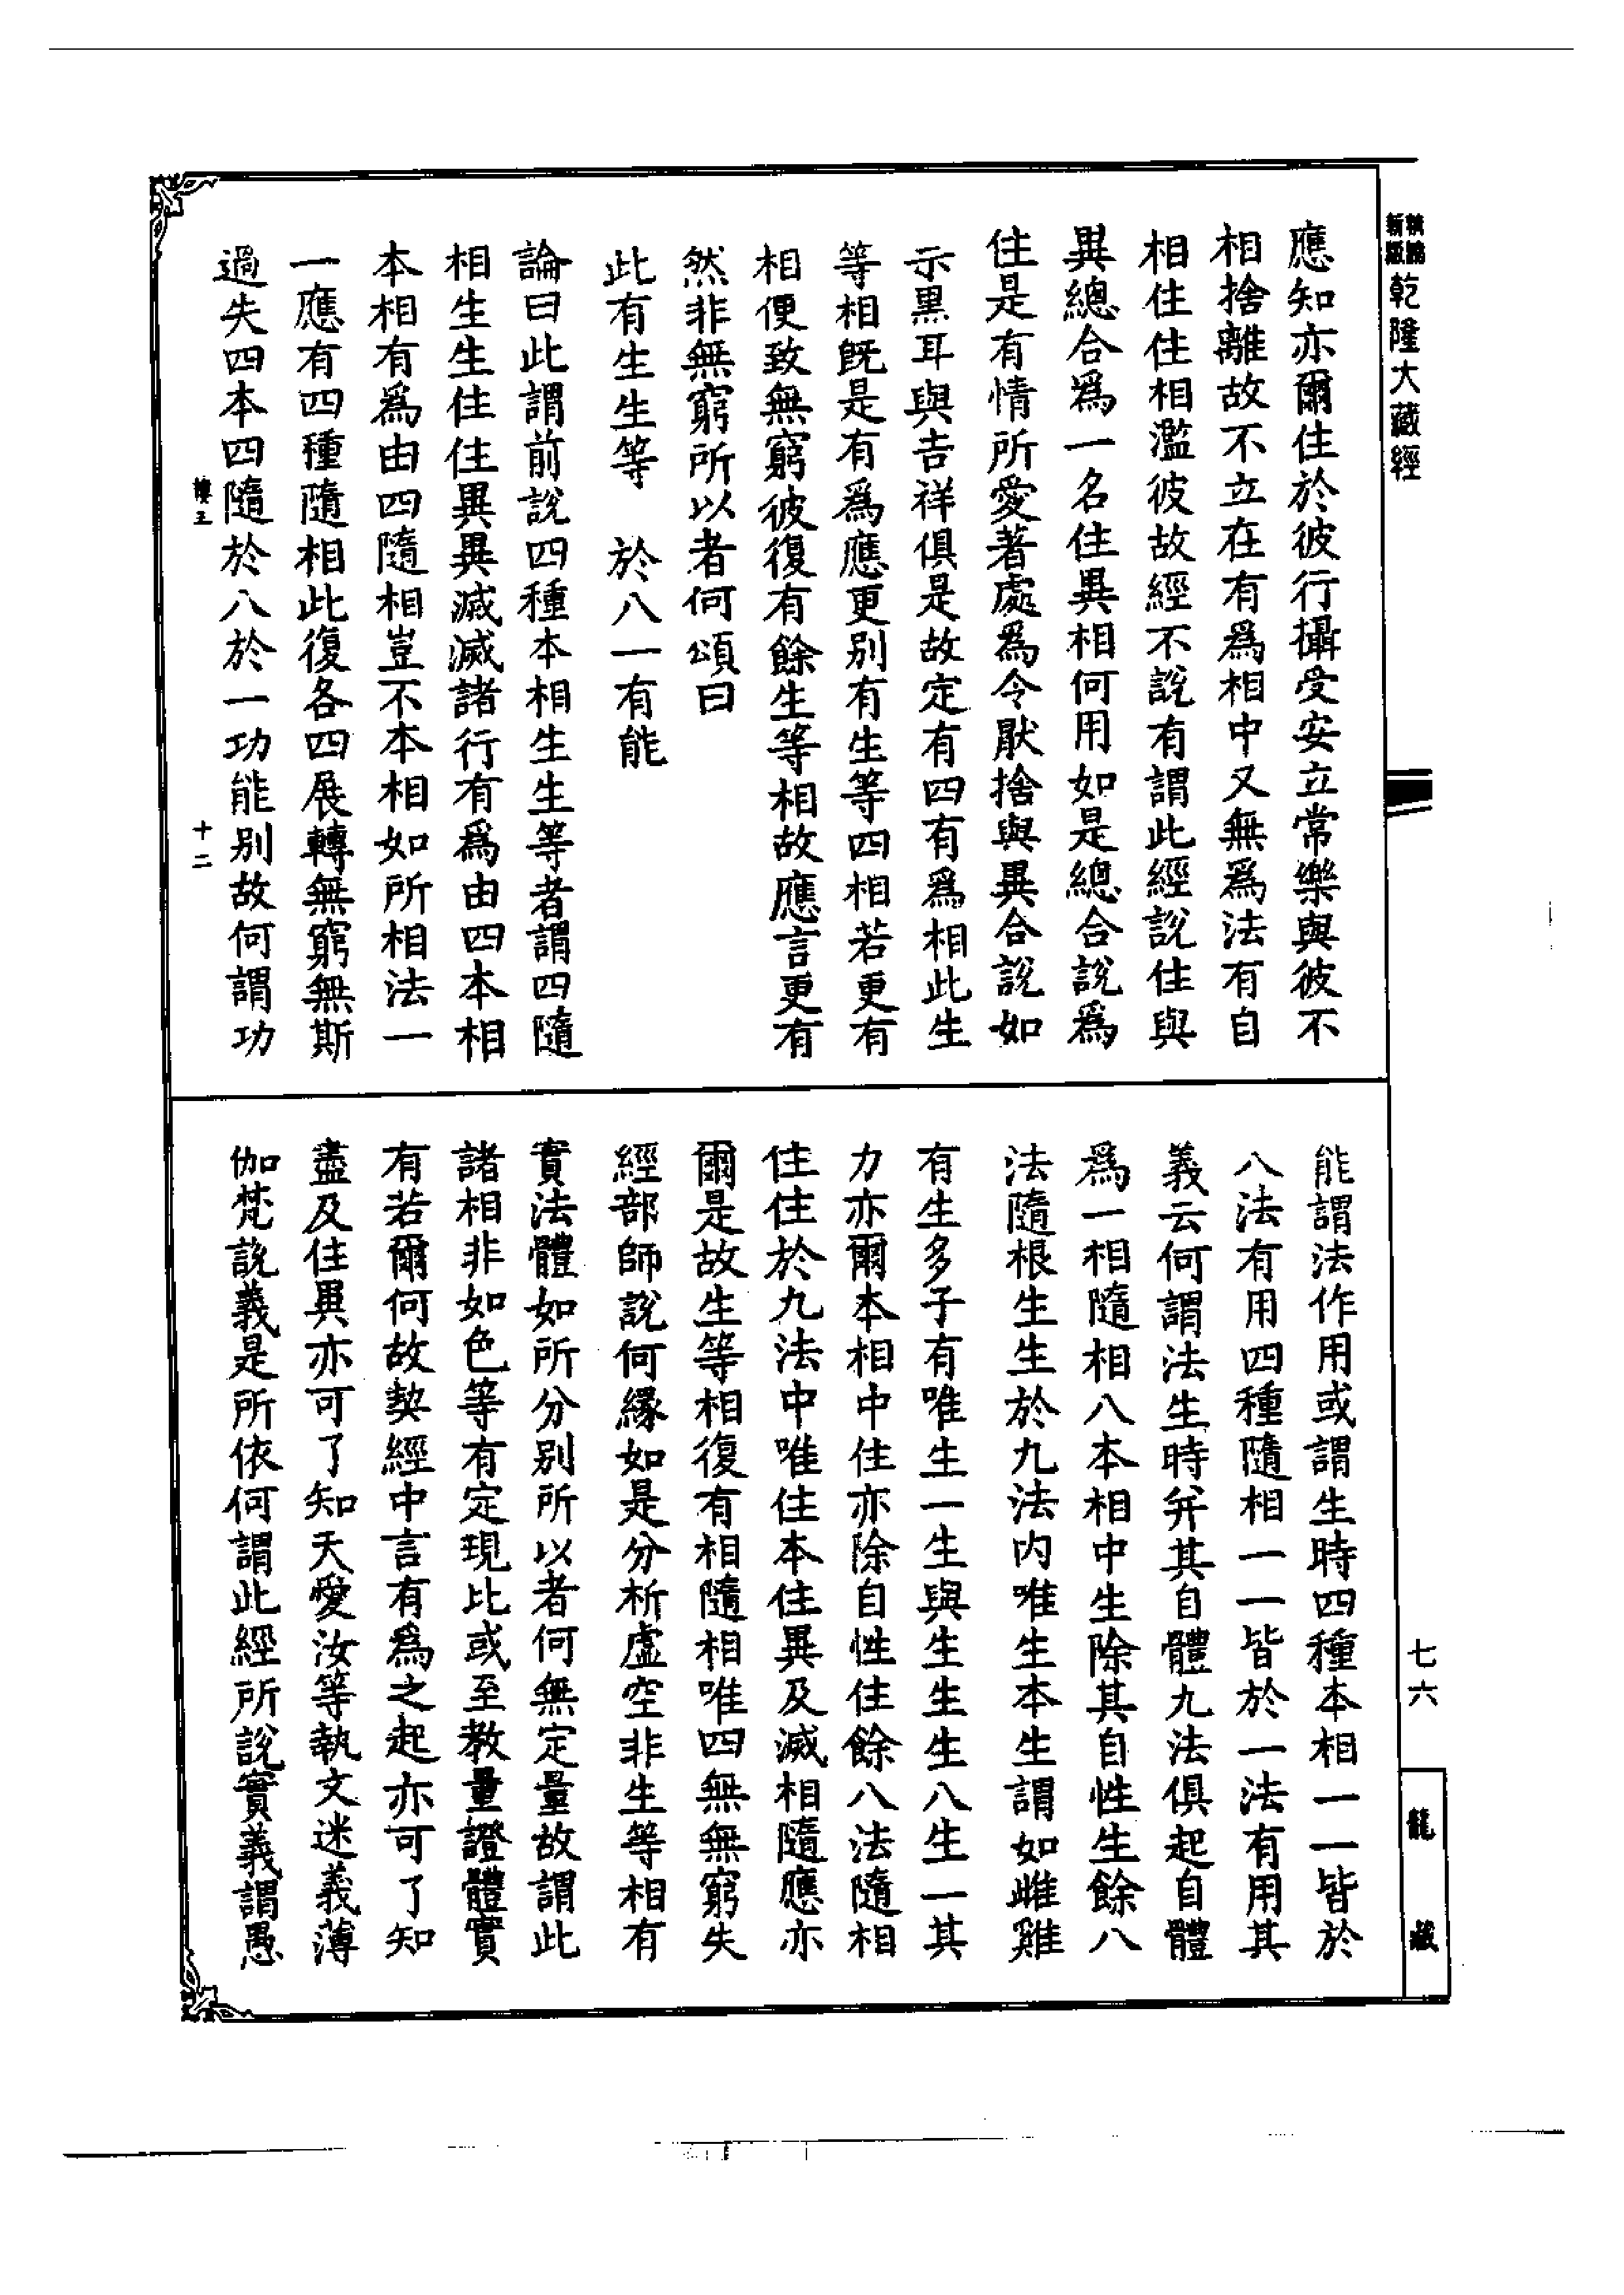 乾隆大藏經
應知亦爾住於彼行攝受安立常樂與彼不
相捨離故不立在有爲相中又無爲法有自
相住住相濫彼故經不說有謂此經說住與
異總合爲一名住異相何用如是總合說爲
住是有情所愛著處爲令厭捨與異合說如
示黑耳與吉祥俱是故定有四有爲相此生
等相既是有爲應更別有生等四相若更有
相便致無窮彼復有餘生等相故應言更有
然非無窮所以者何頌曰
此有生生等　於八一有能
論曰此謂前說四種本相生生等者謂四隨
相生生住住異異滅滅諸行有爲由四本相
本相有爲由四隨相豈不本相如所相法一
一應有四種隨相此復各四展轉無窮無斯
過失四本四隨於八於一功能別故何謂功
十二
能謂法作用或謂生時四種本相一一皆於
八法有用四種隨相一一皆於一法有用其
義云何謂法生時并其自體九法俱起自體
爲一相隨相八本相中生除其自性生餘八
法隨根生生於九法內唯生本生謂如雌雞
有生多子有唯生一生與生生生八生一其
力亦爾本相中住亦除自性住餘八法隨相
住住於九法中唯住本住異及滅相隨應亦
爾是故生等相復有相隨相唯四無無窮失
經部師說何緣如是分析虛空非生等相有
實法體如所分別所以者何無定量故謂此
諸相非如色等有定現比或至教量證體實
有若爾何故契經中言有爲之起亦可了知
盡及住異亦可了知天愛汝等執文迷義薄
伽梵說義是所依何謂此經所說實義謂愚
七六
龍藏